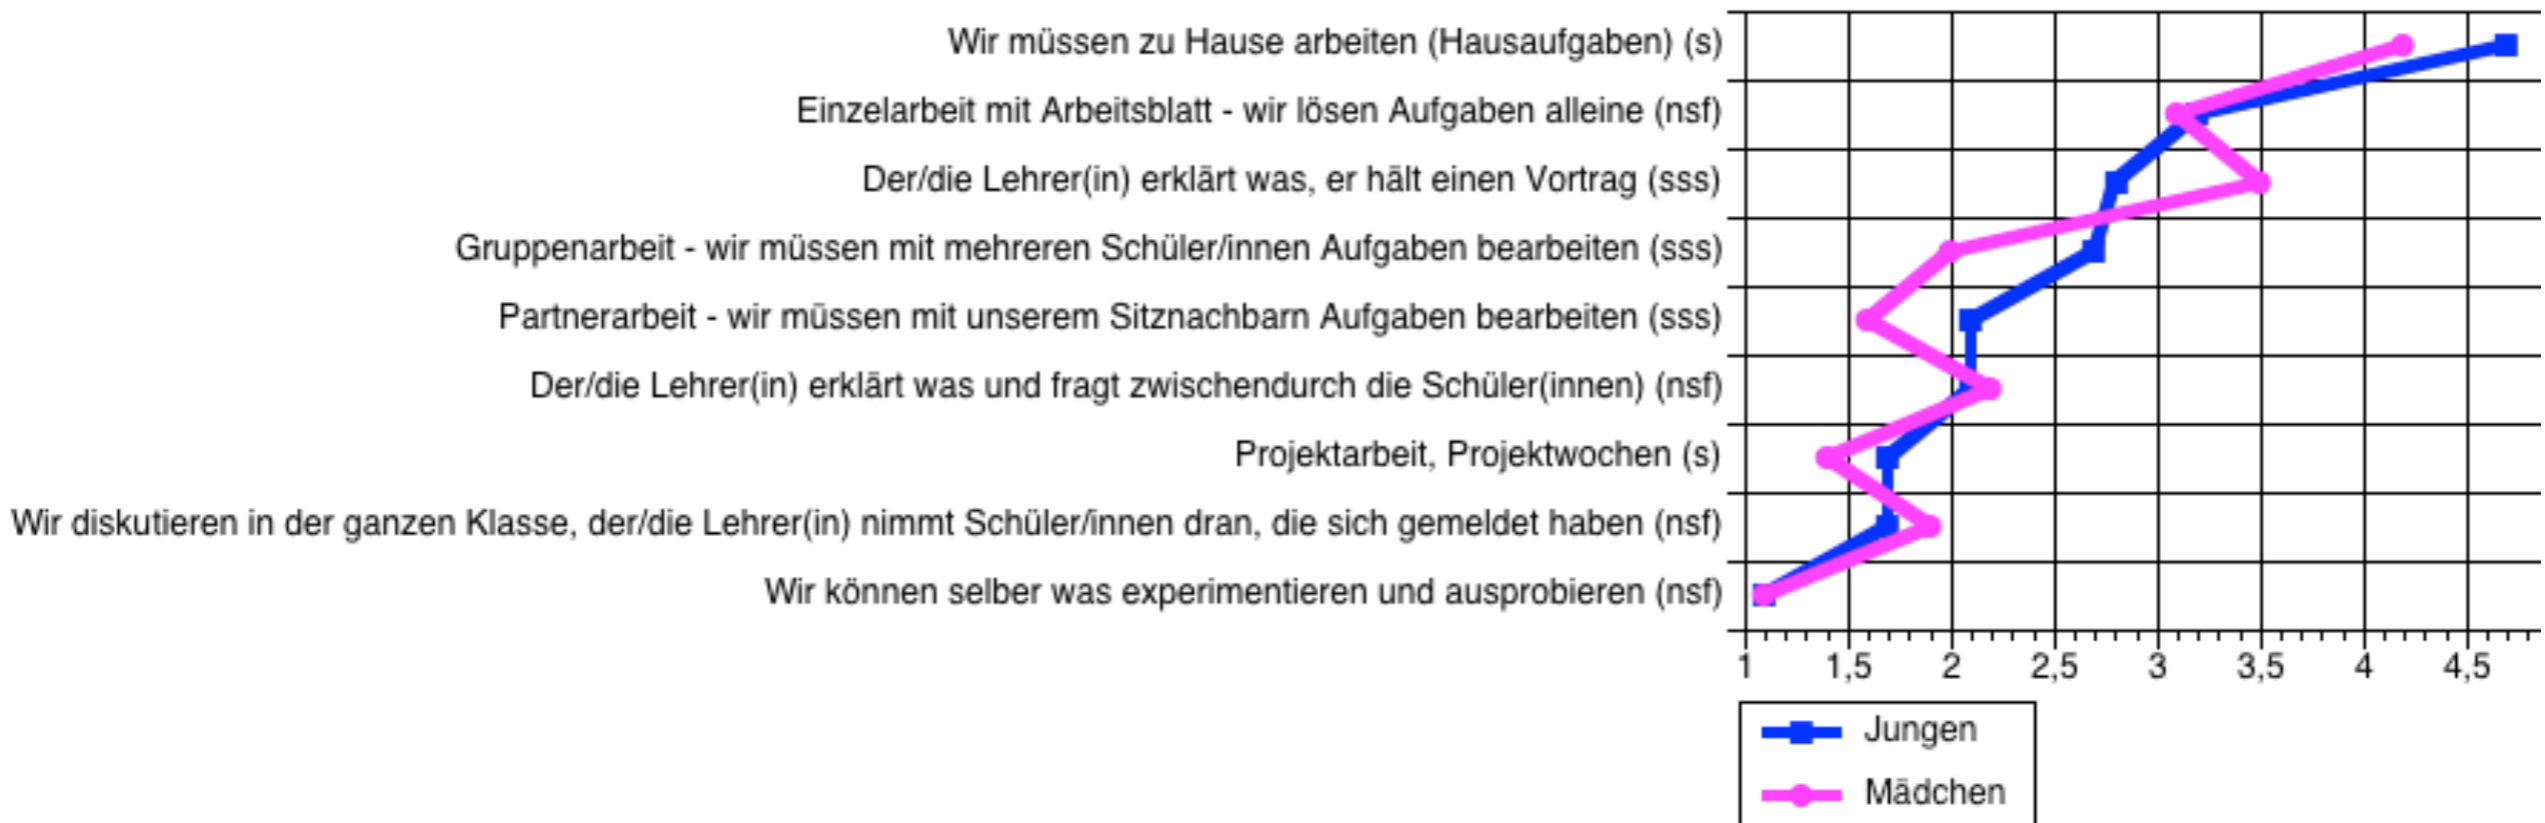 Wir müssen zu Hause arbeiten (Hausaufgaben) (s)
Einzelarbeit mit Arbeitsblatt - wir lösen Aufgaben alleine (nsf)
Der/die Lehrer(in) erklärt was, er hält einen Vortrag (sss)
Gruppenarbeit - wir müssen mit mehreren Schüler/innen Aufgaben bearbeiten (sss)
Partnerarbeit - wir müssen mit unserem Sitznachbarn Aufgaben bearbeiten (sss)
Der/die Lehrer(in) erklärt was und fragt zwischendurch die Schüler(innen) (nsf)
Projektarbeit, Projektwochen (s)
Wir diskutieren in der ganzen Klasse, der/die Lehrer(in) nimmt Schüler/innen dran, die sich gemeldet haben (nsf)
Wir können selber was experimentieren und ausprobieren (nsf)
1 1,5 2 2,5 3 3,5 4 4,5
Jungen
Mädchen